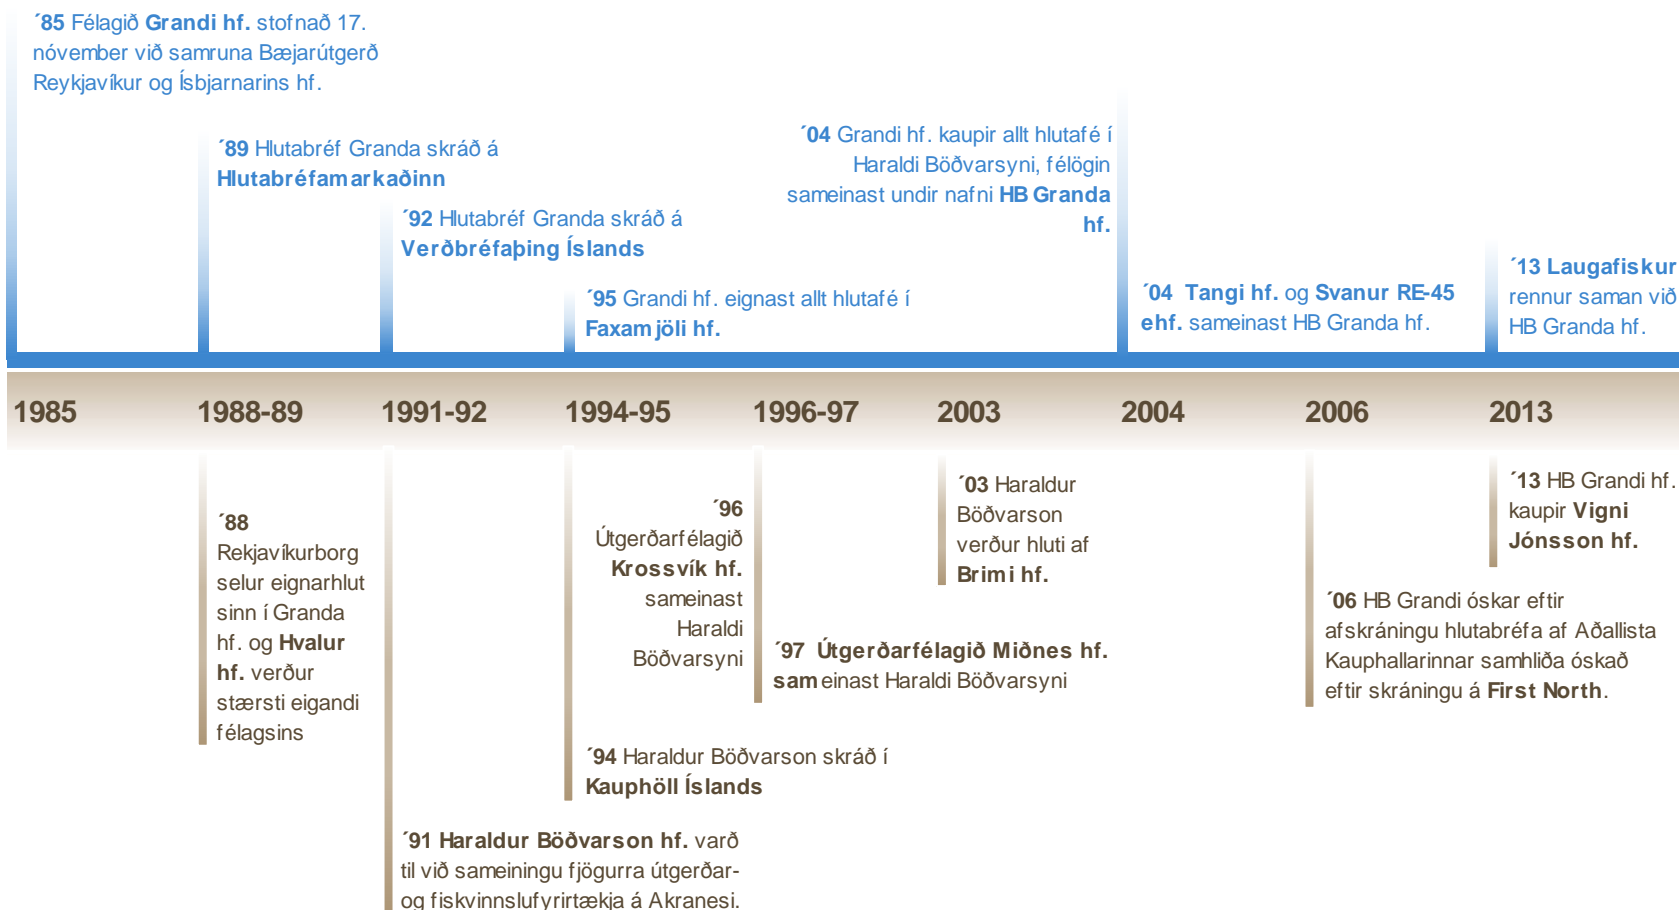 ´85 Félagið Grandi hf. stofnað 17.
nóvember við samruna Bæjarútgerð
Reykjavíkur og Ísbjarnarins hf.
´89 Hlutabréf Granda skráð á
Hlutabréfamarkaðinn
´92 Hlutabréf Granda skráð á
Verðbréfaþing Íslands
´95 Grandi hf. eignast allt hlutafé í
Faxamjöli hf.
´04 Grandi hf. kaupir allt hlutafé í
Haraldi Böðvarsyni, félögin
sameinast undir nafni HB Granda
hf.
´04 Tangi hf. og Svanur RE-45
ehf. sameinast HB Granda hf.
´13 Laugafiskur
rennur saman við
HB Granda hf.
1985 1988-89 1991-92 1994-95 1996-97 2003 2004 2006 2013
´88
Rekjavíkurborg
selur eignarhlut
sinn í Granda
hf. og Hvalur
hf. verður
stærsti eigandi
félagsins
´91 Haraldur Böðvarson hf. varð
til við sameiningu fjögurra útgerðar-
og fiskvinnslufyrirtækja á Akranesi.
´94 Haraldur Böðvarson skráð í
Kauphöll Íslands
´96
Útgerðarfélagið
Krossvík hf.
sameinast
Haraldi
Böðvarsyni
´97 Útgerðarfélagið Miðnes hf.
sameinast Haraldi Böðvarsyni
´03 Haraldur
Böðvarson
verður hluti af
Brimi hf.
´06 HB Grandi óskar eftir
afskráningu hlutabréfa af Aðallista
Kauphallarinnar samhliða óskað
eftir skráningu á First North.
´13 HB Grandi hf.
kaupir Vigni
Jónsson hf.